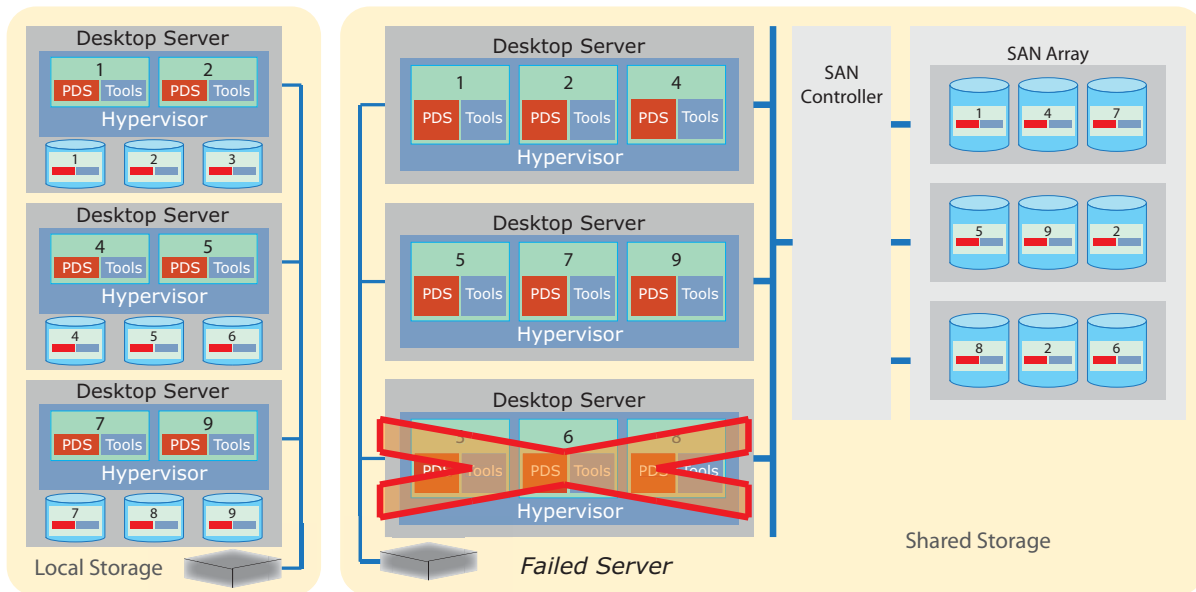 Desktop Server
1 2
PDS Tools PDS Tools
Hypervisor
1 2 3
Desktop Server
4 5
PDS Tools PDS Tools
Hypervisor
4 5 6
Desktop Server
7 9
PDS Tools PDS Tools
Hypervisor
7 8 9
Local Storage
Desktop Server
1 2 4
PDS Tools PDS Tools PDS Tools
Hypervisor
Desktop Server
5 7 9
PDS Tools PDS Tools PDS Tools
Hypervisor
Desktop Server
6 8
PDS Tools PDS Tools PDS Tools
Hypervisor
Failed Server
SAN
Controller
SAN Array
1 4 7
5 9 2
8 2 6
Shared Storage